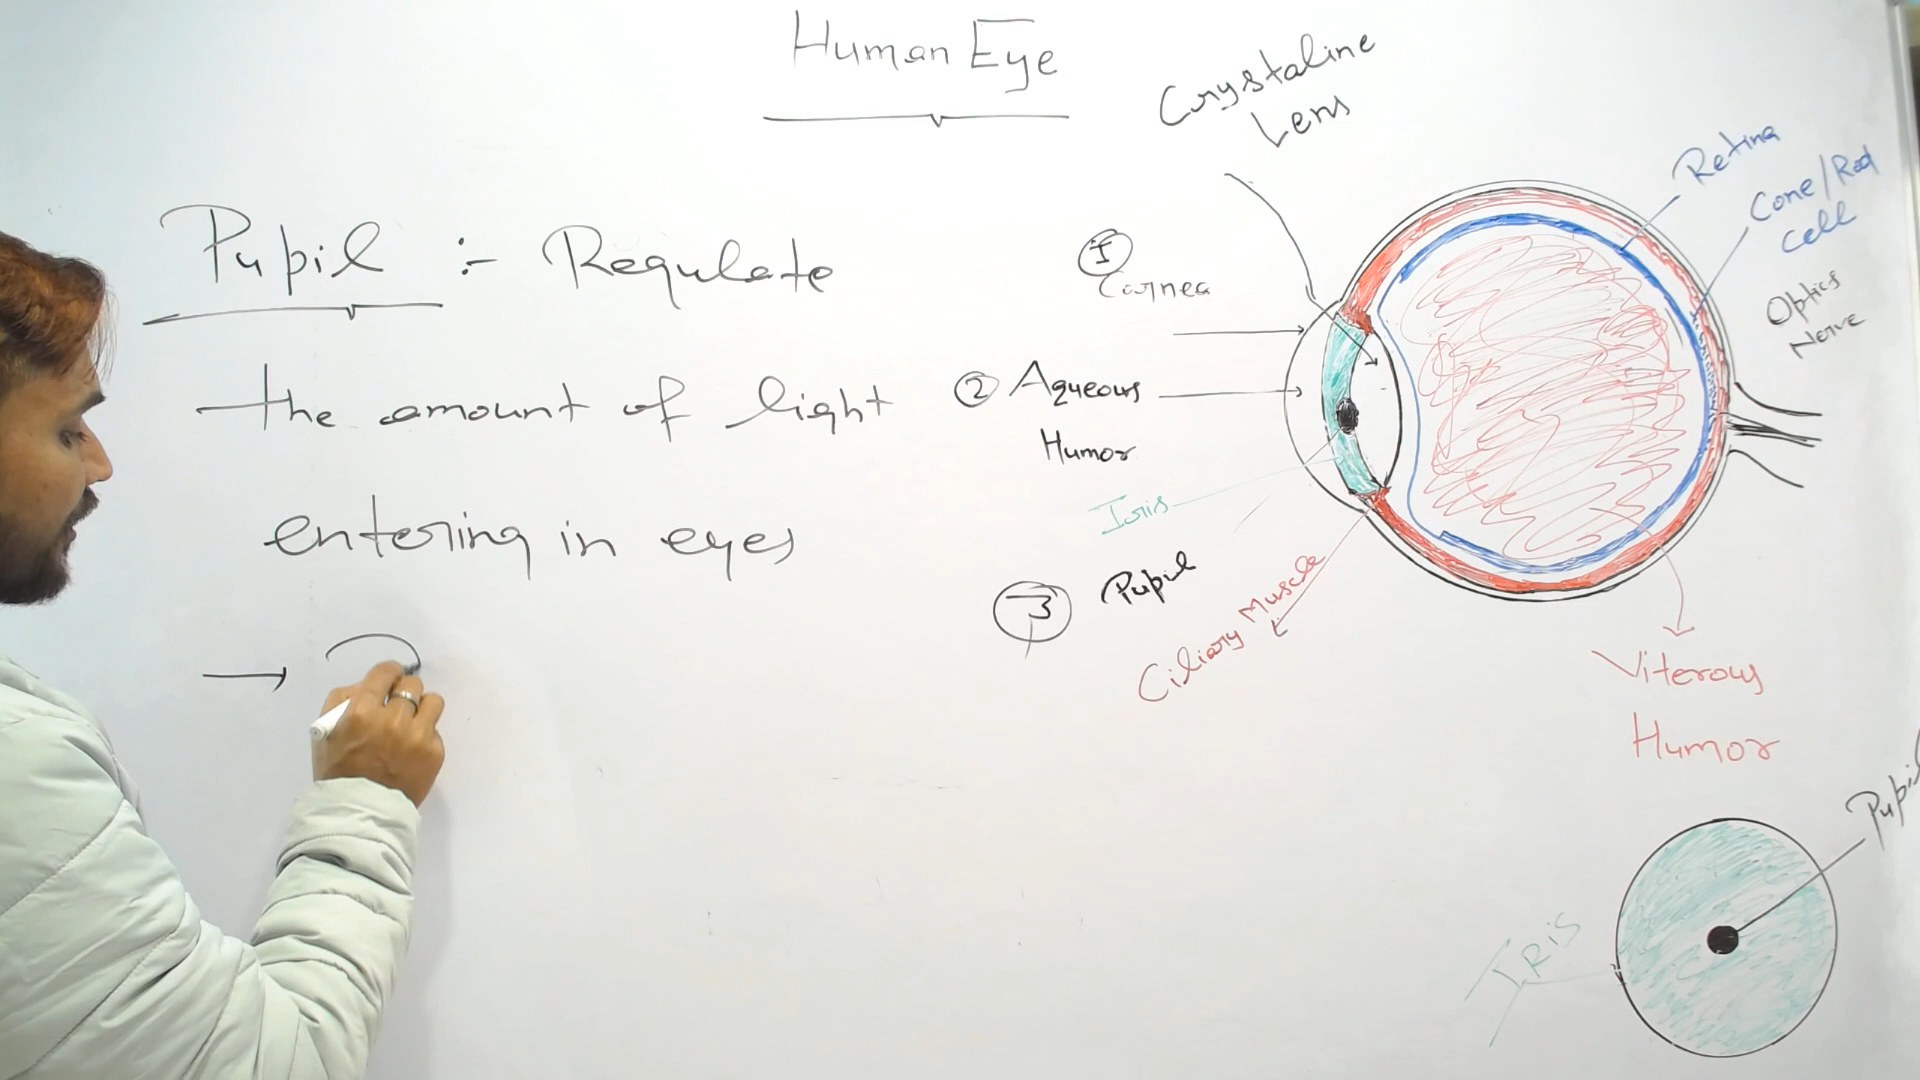 Human Eye
Pupil :- Regulate
the amount of light
entering in eyes
Crystaline
Lens
1
Cornea
2 Aqueous
Humor
Iris
3 Pupil
Ciliary Muscle
Retina
Cone/Rod
Cell
Optics
Nerve
Viterous
Humor
Pupil
IRIS